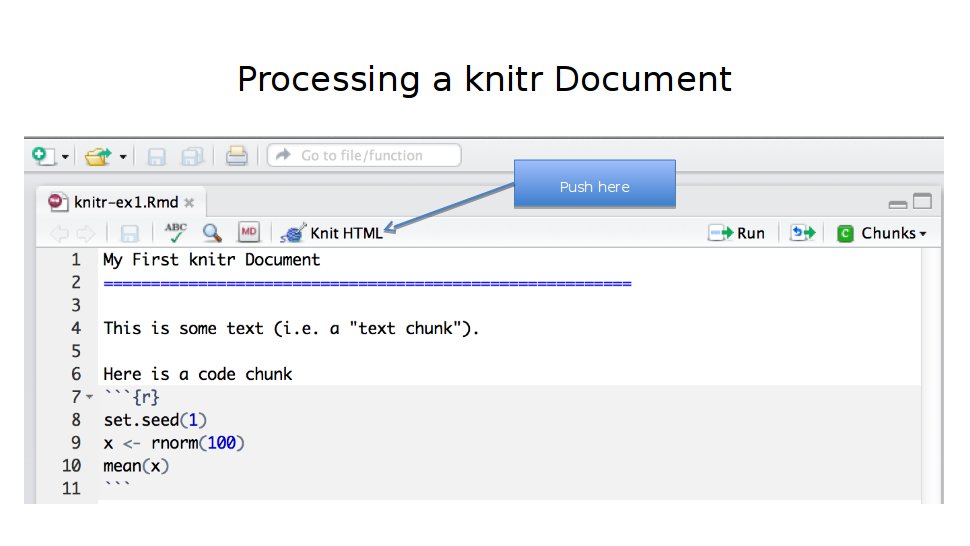 Processing a knitr Document
Go to file/function
Push here
knitr-ex1.Rmd
ABC
MD
Knit HTML
Run
C
Chunks
1 My First knitr Document
2 ========================================================
3
4 This is some text (i.e. a "text chunk").
5
6 Here is a code chunk
7 ```{r}
8 set.seed(1)
9 x <- rnorm(100)
10 mean(x)
11 ```